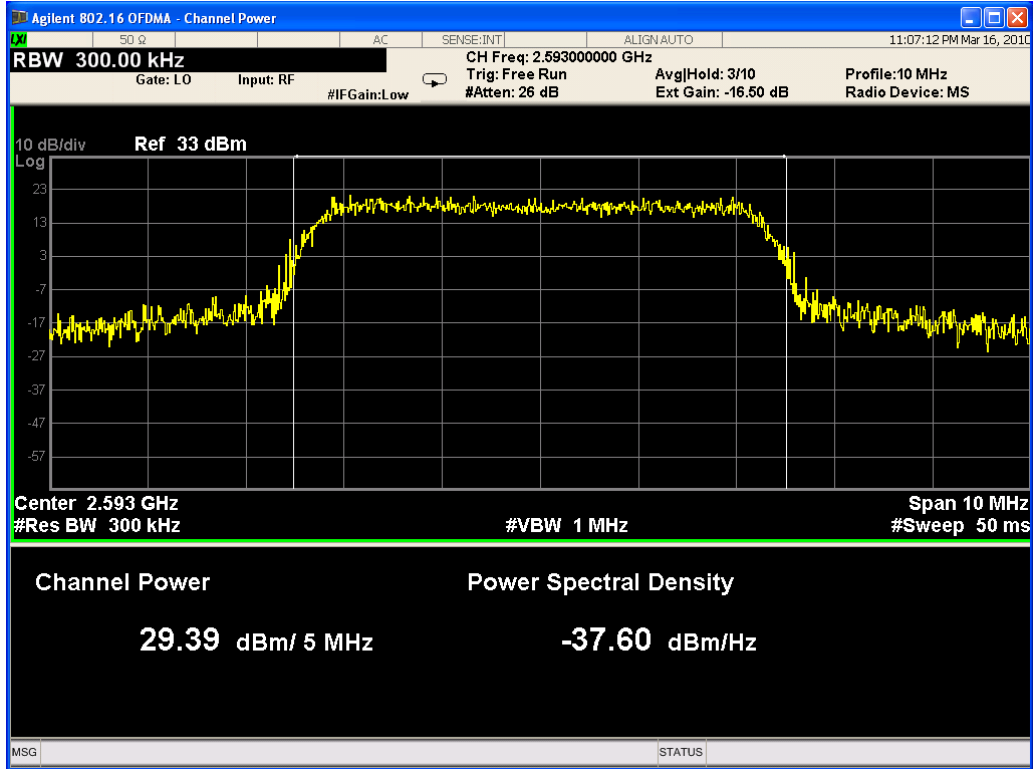 Agilent 802.16 OFDMA - Channel Power
LXI 50 Ω AC SENSE:INT ALIGN AUTO 11:07:12 PM Mar 16, 2010
RBW 300.00 kHz
CH Freq: 2.593000000 GHz
Gate: LO Input: RF Trig: Free Run Avg|Hold: 3/10 Profile:10 MHz
#IFGain:Low #Atten: 26 dB Ext Gain: -16.50 dB Radio Device: MS
10 dB/div Ref 33 dBm
Log
23
13
3
-7
-17
-27
-37
-47
-57
Center 2.593 GHz Span 10 MHz
#Res BW 300 kHz #VBW 1 MHz #Sweep 50 ms
Channel Power Power Spectral Density
29.39 dBm/ 5 MHz -37.60 dBm/Hz
MSG STATUS